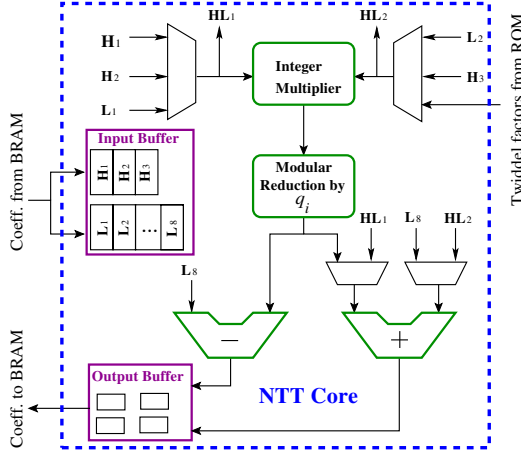 HL1
HL2
H1
H2
L1
Integer
Multiplier
L2
H3
Twiddel factors from ROM
Coeff. from BRAM
Input Buffer
H1 H2 H3
L1 L2 ... L8
Modular
Reduction by
qi
HL1 L8 HL2
L8
−
+
Coeff. to BRAM
Output Buffer
NTT Core